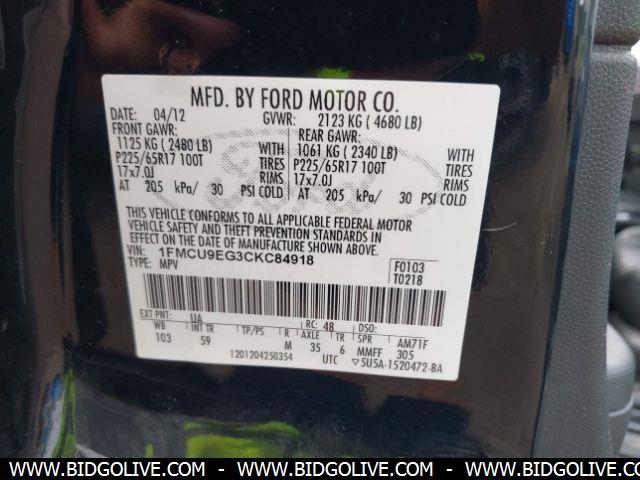 MFD. BY FORD MOTOR CO.
DATE: 04/12 GVWR: 2123 KG ( 4680 LB)
FRONT GAWR: REAR GAWR:
1125 KG ( 2480 LB) WITH 1061 KG ( 2340 LB) WITH
P225/65R17 100T TIRES P225/65R17 100T TIRES
17x7.0J RIMS 17x7.0J RIMS
AT 205 kPa/ 30 PSI COLD AT 205 kPa/ 30 PSI COLD
Ford
THIS VEHICLE CONFORMS TO ALL APPLICABLE FEDERAL MOTOR
VEHICLE SAFETY AND THEFT PREVENTION STANDARDS IN
EFFECT ON THE DATE OF MANUFACTURE SHOWN ABOVE.
VIN: 1FMCU9EG3CKC84918 F0103
TYPE: MPV T0218
EXT PNT: UA RC: 48 DSO:
WB INT TR TP/PS R AXLE TR SPR AM71F
103 59 M 35 6 MMFF 305
1201204250354 UTC ▽5U5A-1520472-BA
WWW.BIDGOLIVE.COM - WWW.BIDGOLIVE.COM - WWW.BIDGOLIVE.COM